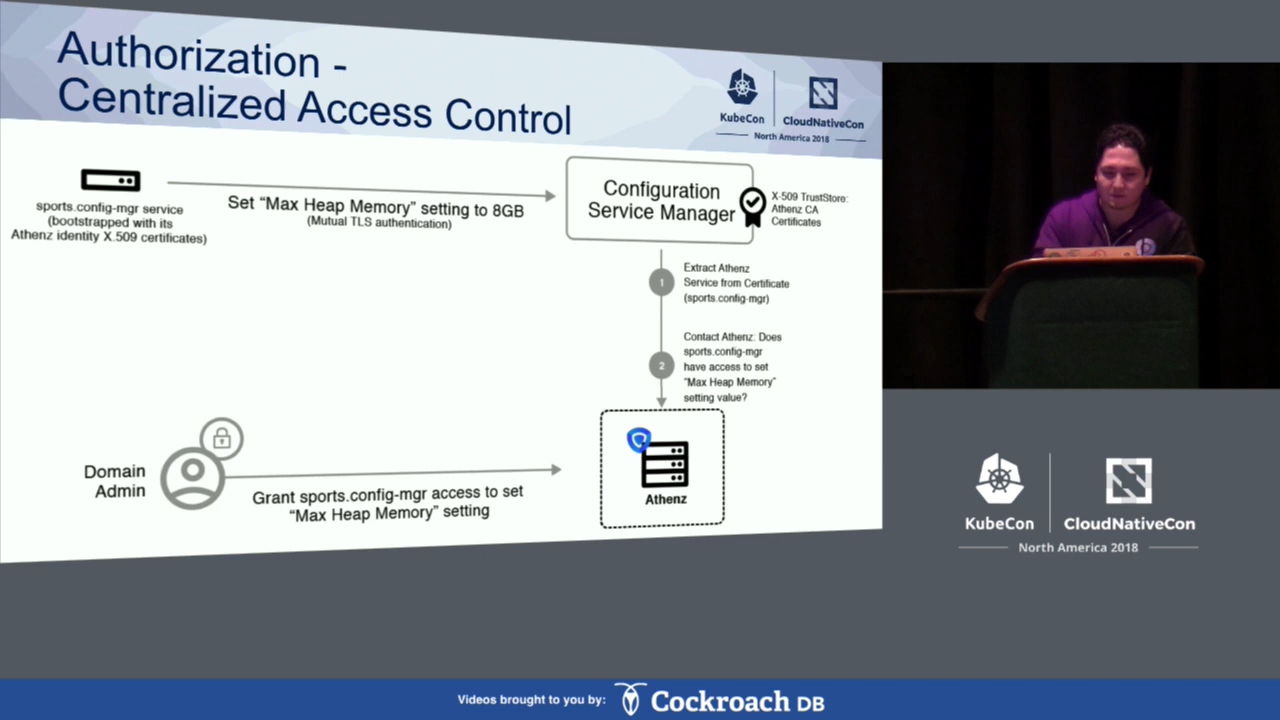 Authorization -
Centralized Access Control
KubeCon
CloudNativeCon
North America 2018
sports.config-mgr service
(bootstrapped with its
Athenz identity X.509 certificates)
Set “Max Heap Memory” setting to 8GB
(Mutual TLS authentication)
Configuration
Service Manager
X-509 TrustStore:
Athenz CA
Certificates
1
Extract Athenz
Service from Certificate
(sports.config-mgr)
2
Contact Athenz: Does
sports.config-mgr
have access to set
“Max Heap Memory”
setting value?
Athenz
Domain
Admin
Grant sports.config-mgr access to set
“Max Heap Memory” setting
KubeCon
CloudNativeCon
North America 2018
Videos brought to you by:
Cockroach DB